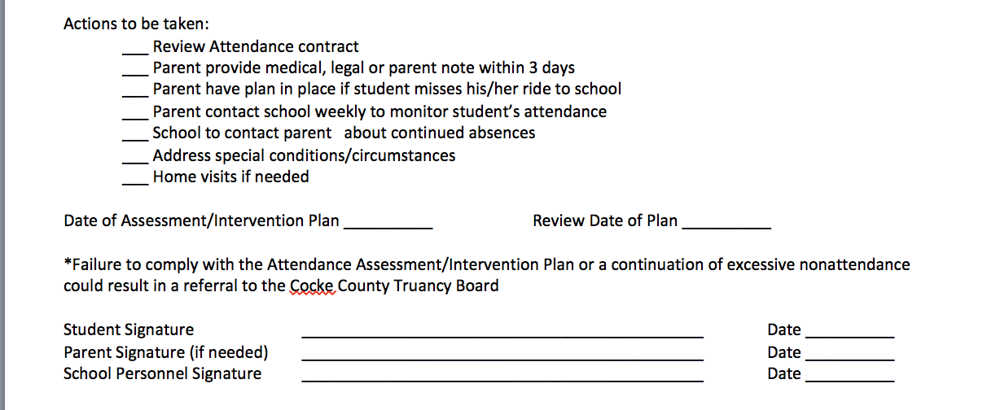 Actions to be taken:
___ Review Attendance contract
___ Parent provide medical, legal or parent note within 3 days
___ Parent have plan in place if student misses his/her ride to school
___ Parent contact school weekly to monitor student's attendance
___ School to contact parent   about continued absences
___ Address special conditions/circumstances
___ Home visits if needed
Date of Assessment/Intervention Plan __________ Review Date of Plan __________
*Failure to comply with the Attendance Assessment/Intervention Plan or a continuation of excessive nonattendance
could result in a referral to the Cocke County Truancy Board
Student Signature _____________________________________________ Date __________
Parent Signature (if needed) _____________________________________________ Date __________
School Personnel Signature _____________________________________________ Date __________